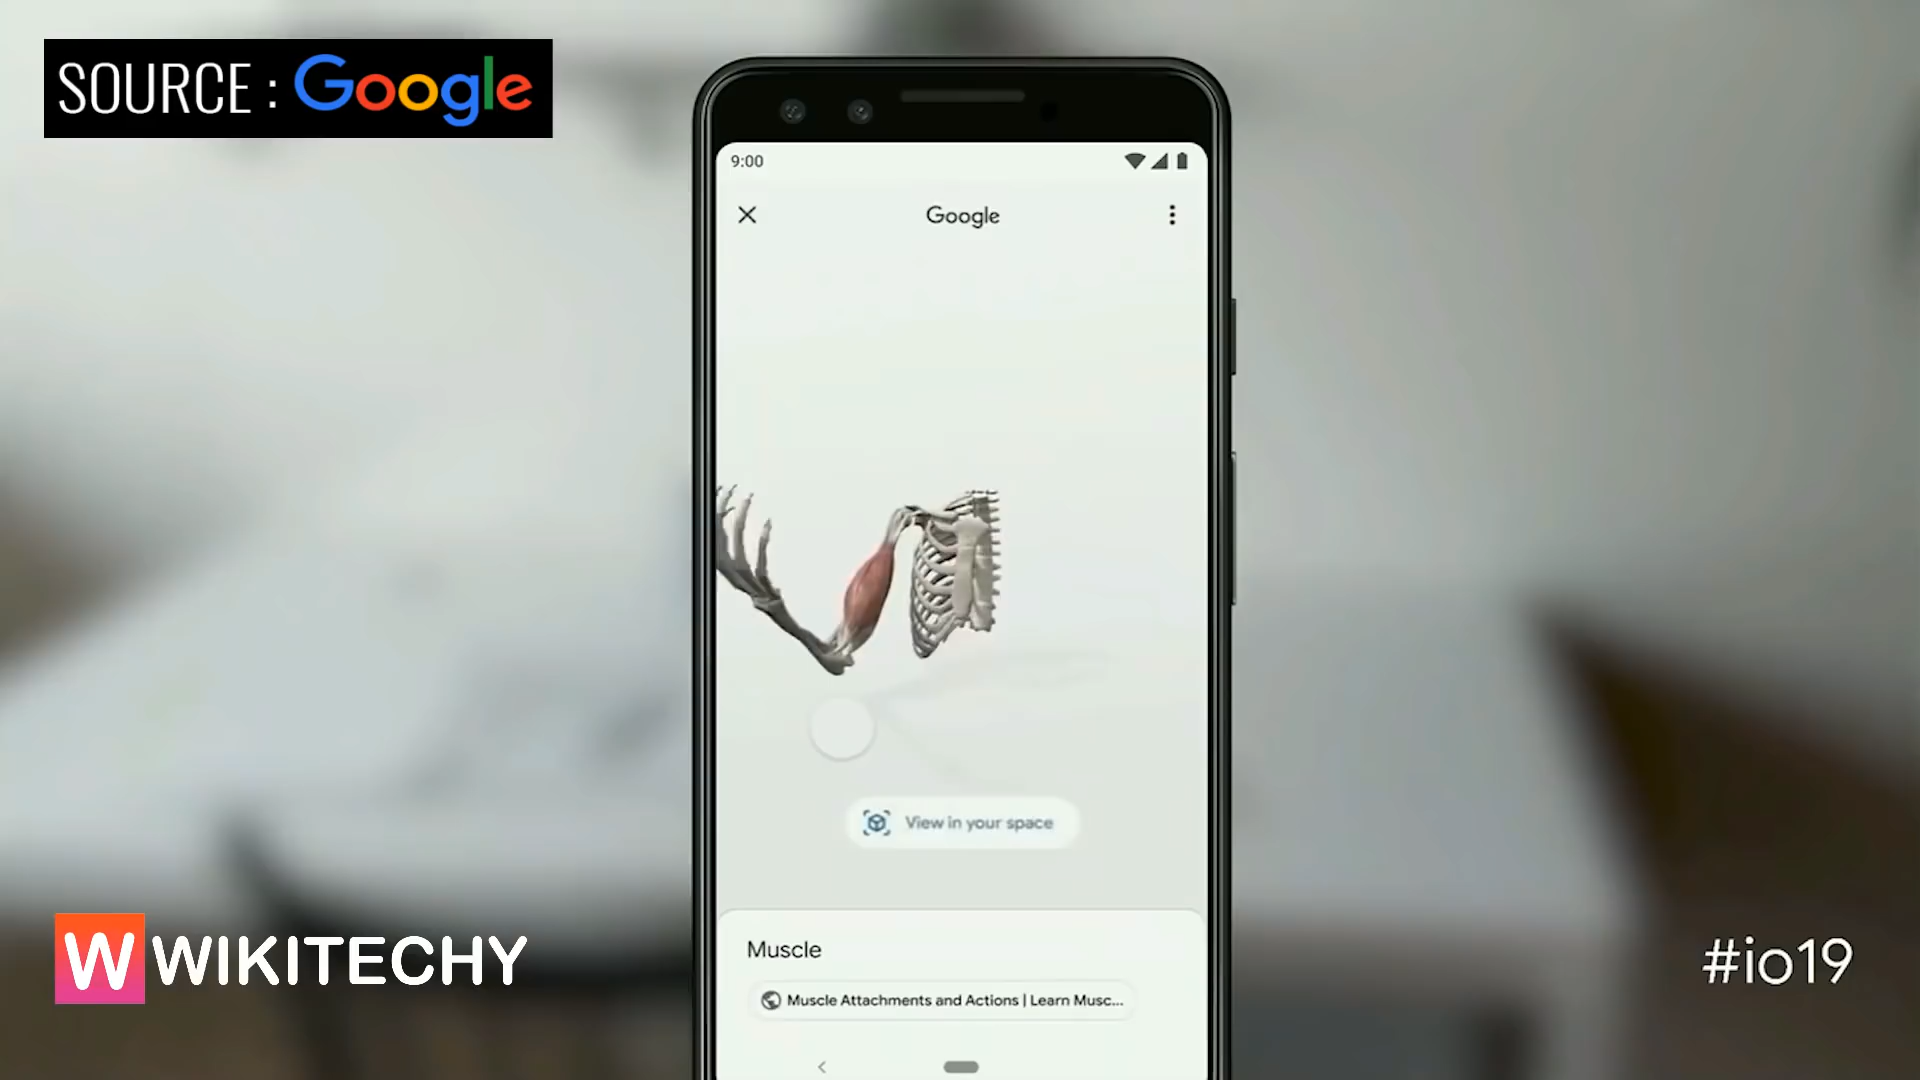 SOURCE : Google
9:00
Google
View in your space
Muscle
Muscle Attachments and Actions | Learn Musc...
W WIKITECHY
#io19